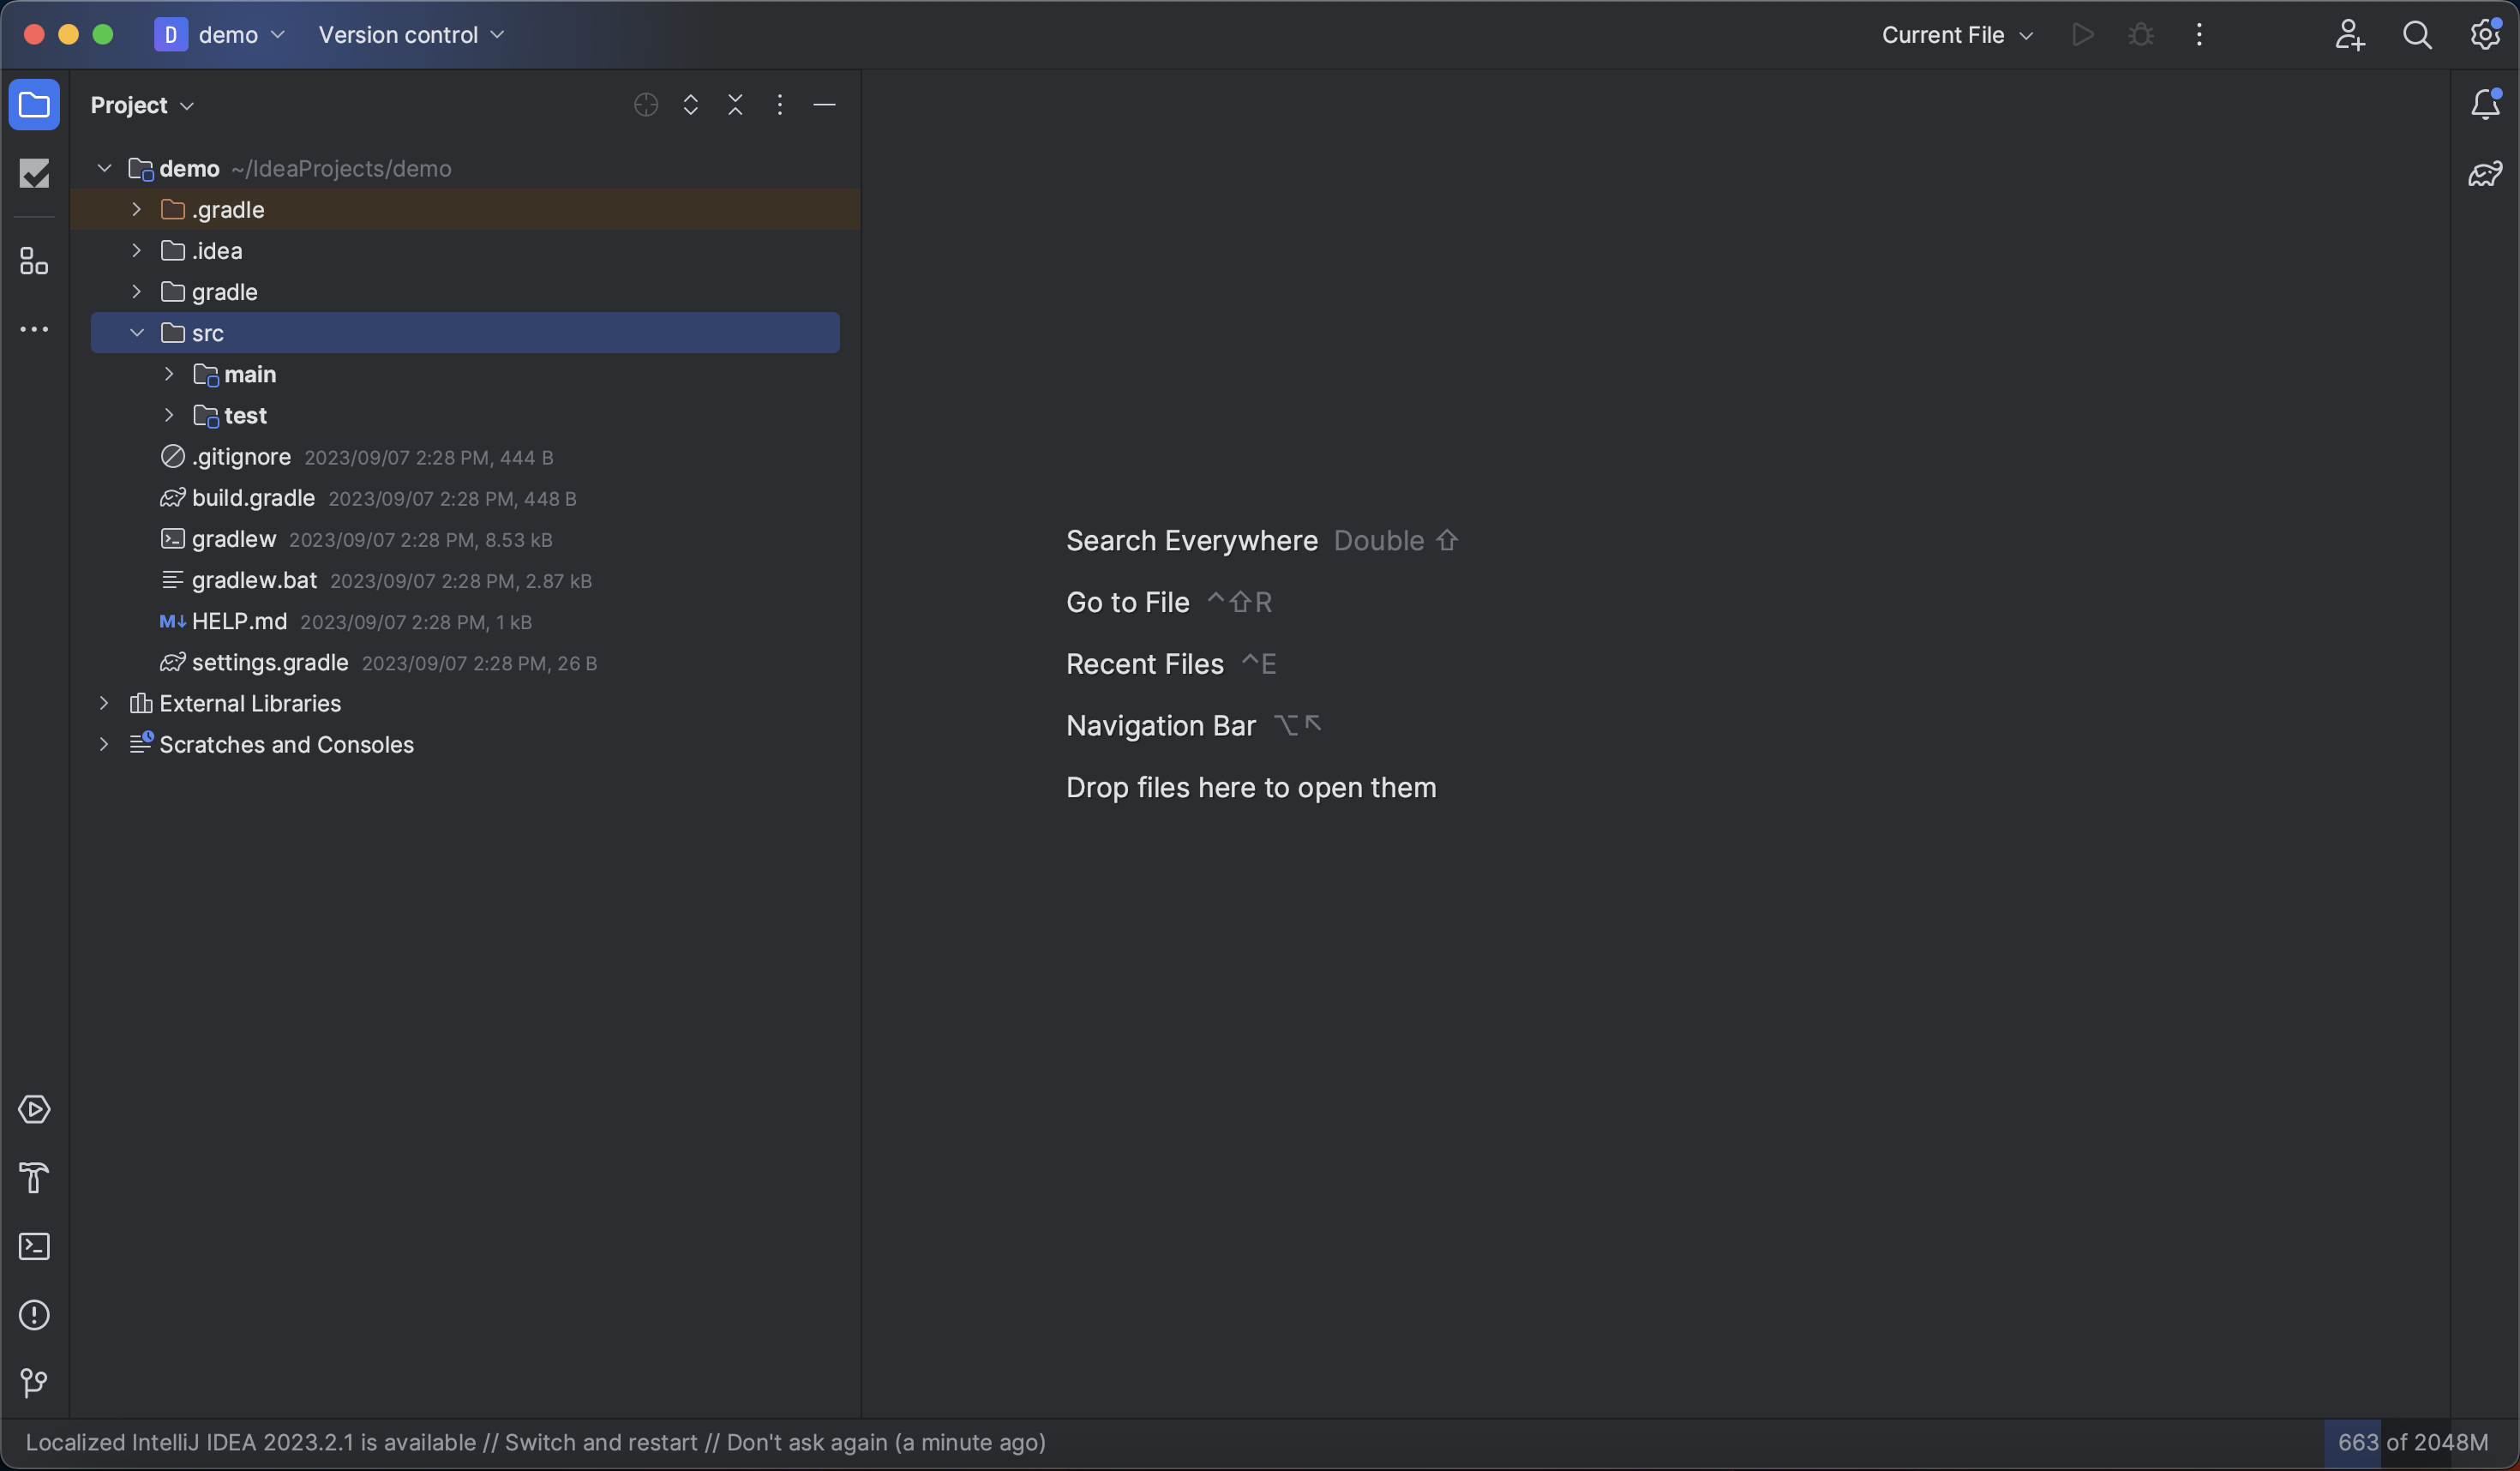 D demo Version control Current File
Project
demo ~/IdeaProjects/demo
.gradle
.idea
gradle
src
main
test
.gitignore 2023/09/07 2:28 PM, 444 B
build.gradle 2023/09/07 2:28 PM, 448 B
gradlew 2023/09/07 2:28 PM, 8.53 kB
gradlew.bat 2023/09/07 2:28 PM, 2.87 kB
M↓ HELP.md 2023/09/07 2:28 PM, 1 kB
settings.gradle 2023/09/07 2:28 PM, 26 B
External Libraries
Scratches and Consoles
Search Everywhere Double ⇧
Go to File ^⇧R
Recent Files ^E
Navigation Bar ⌥↖
Drop files here to open them
Localized IntelliJ IDEA 2023.2.1 is available // Switch and restart // Don't ask again (a minute ago)
663 of 2048M